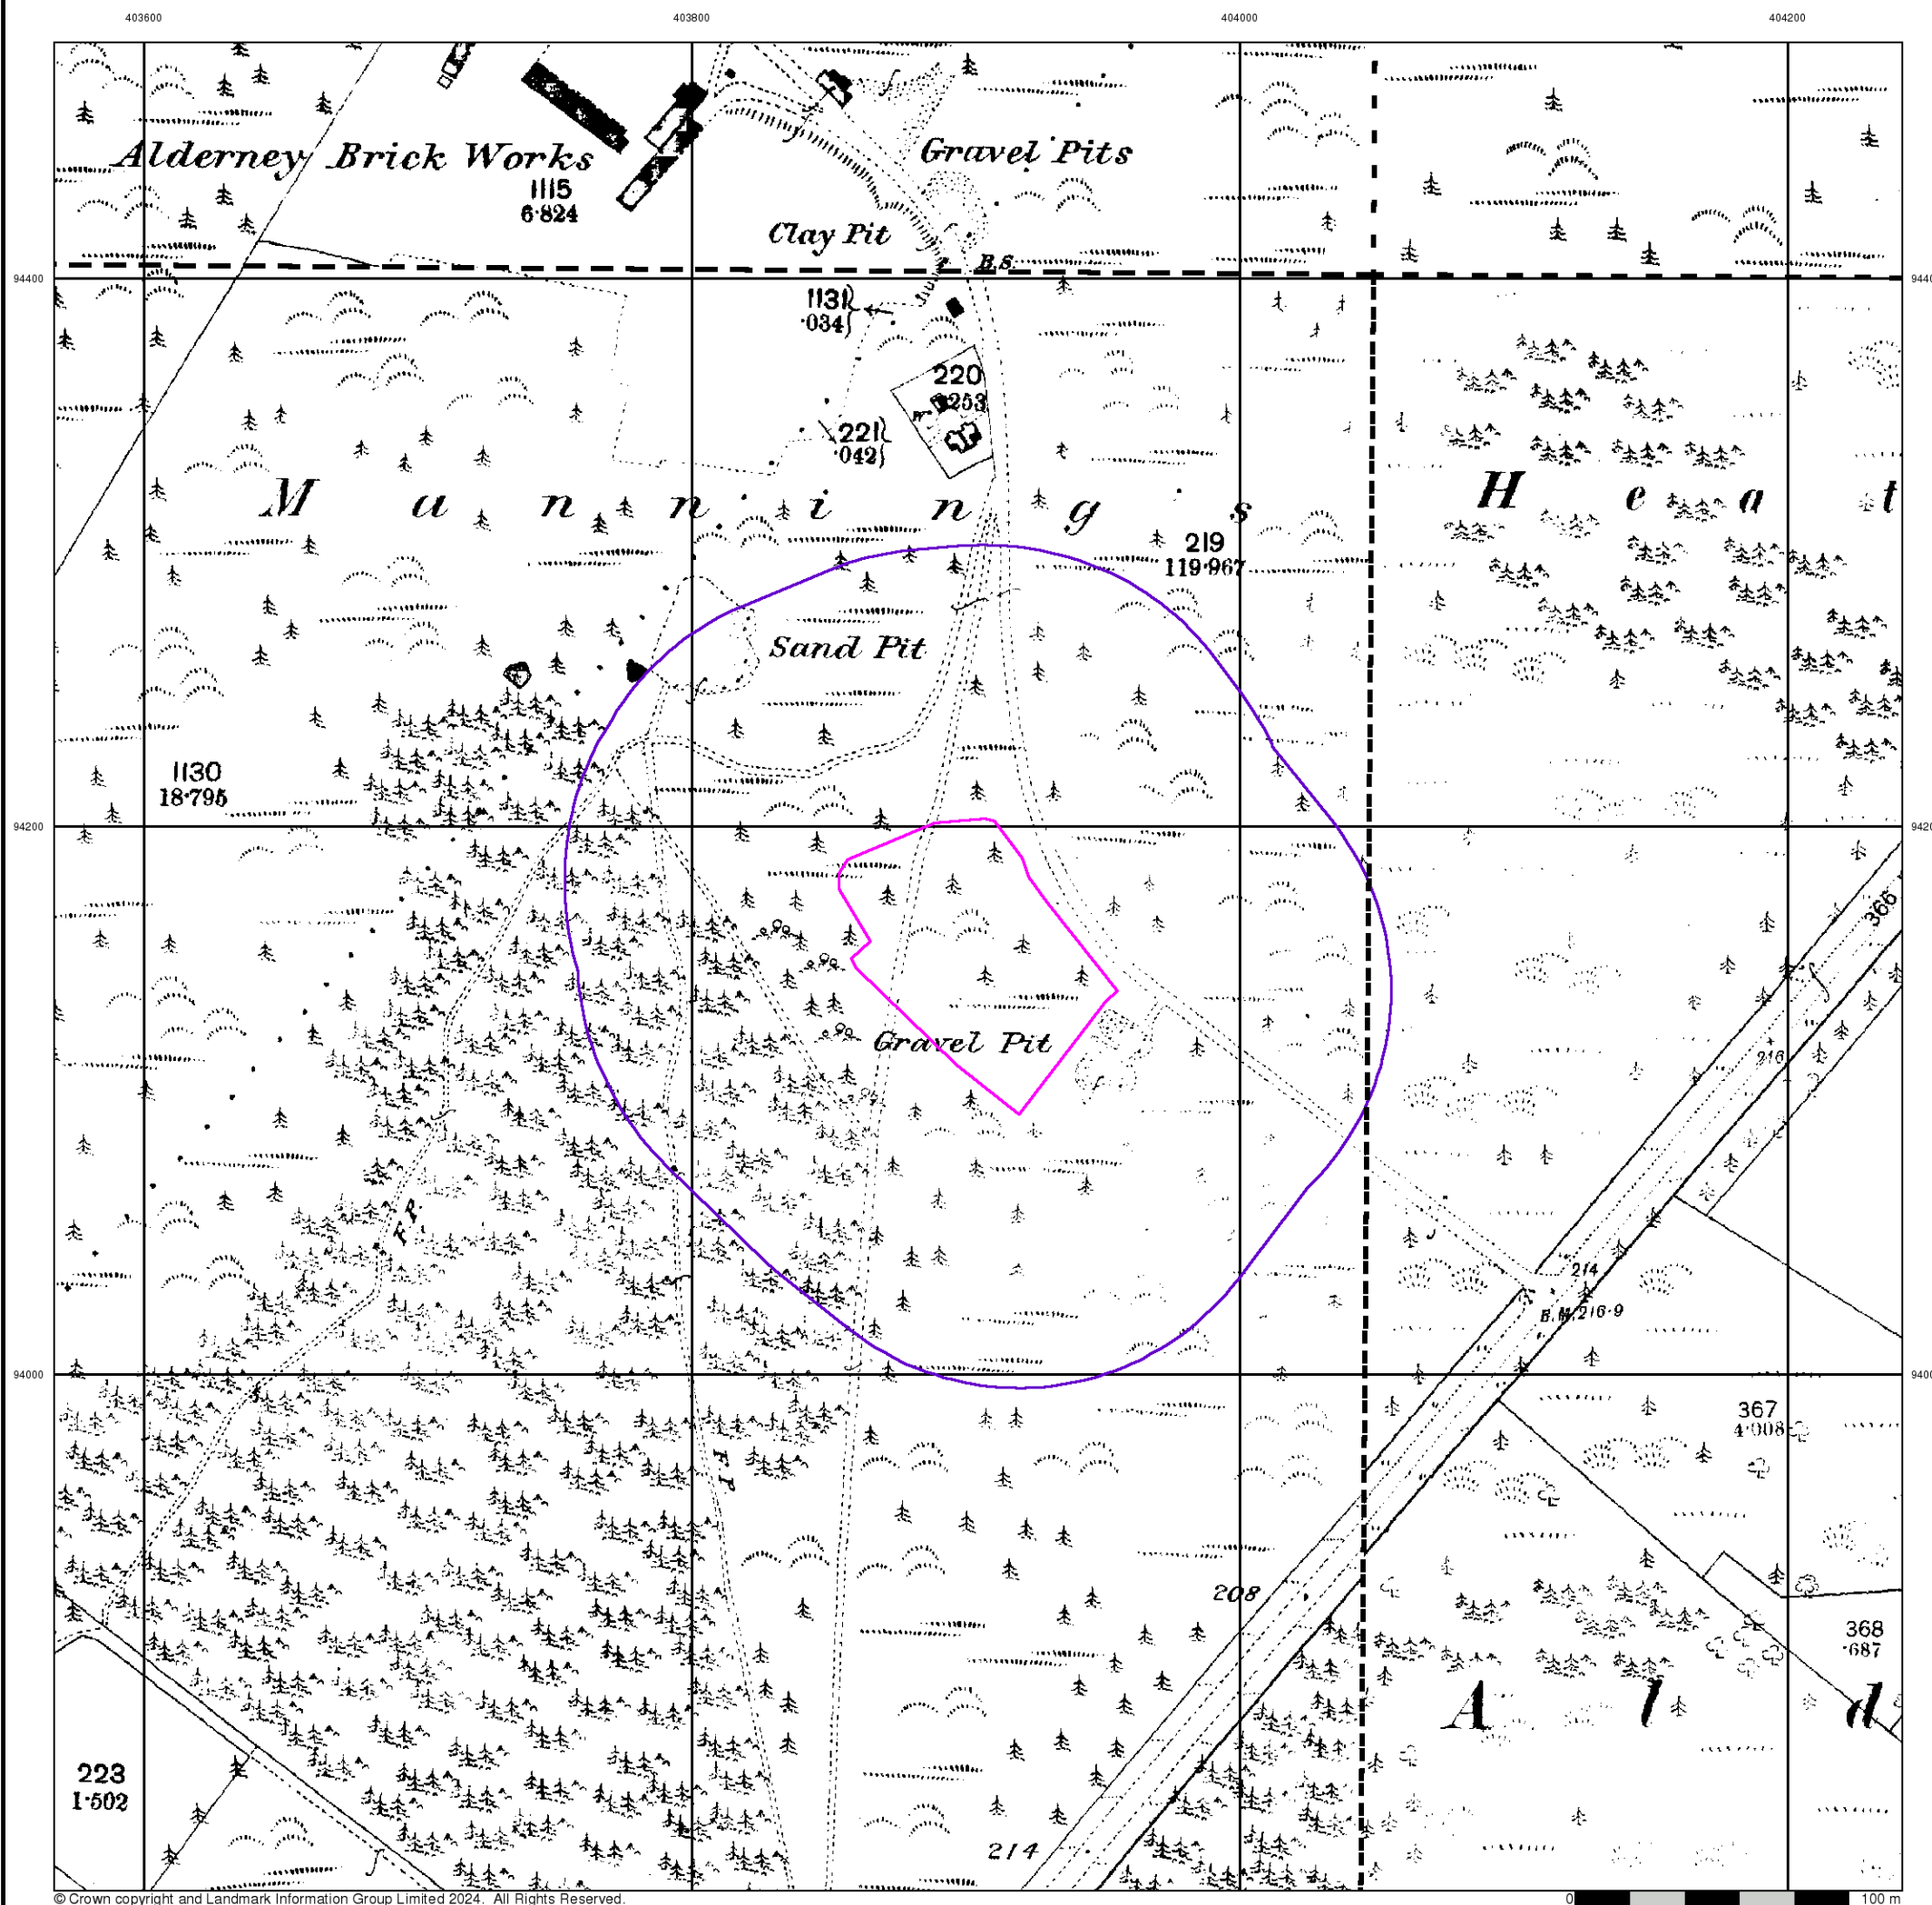 403600 403800 404000 404200
Alderney Brick Works
1115
6·824
Gravel Pits
Clay Pit
B.S.
94400
1131
·034
220
·253
221
·042
Mannings Heat
219
119·967
Sand Pit
1130
18·795
94200
366
Gravel Pit
216
F.P.
214
B.M.216·9
94000
367
4·008
F.P.
208
368
·687
Ald
223
1·502
214
© Crown copyright and Landmark Information Group Limited 2024. All Rights Reserved.
0 100 m